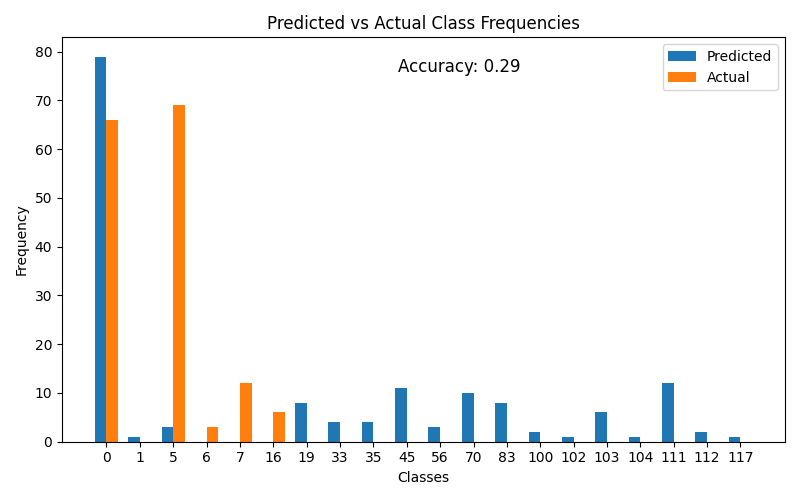 Predicted vs Actual Class Frequencies
Accuracy: 0.29
Predicted
Actual
Frequency
80
70
60
50
40
30
20
10
0
0 1 5 6 7 16 19 33 35 45 56 70 83 100 102 103 104 111 112 117
Classes